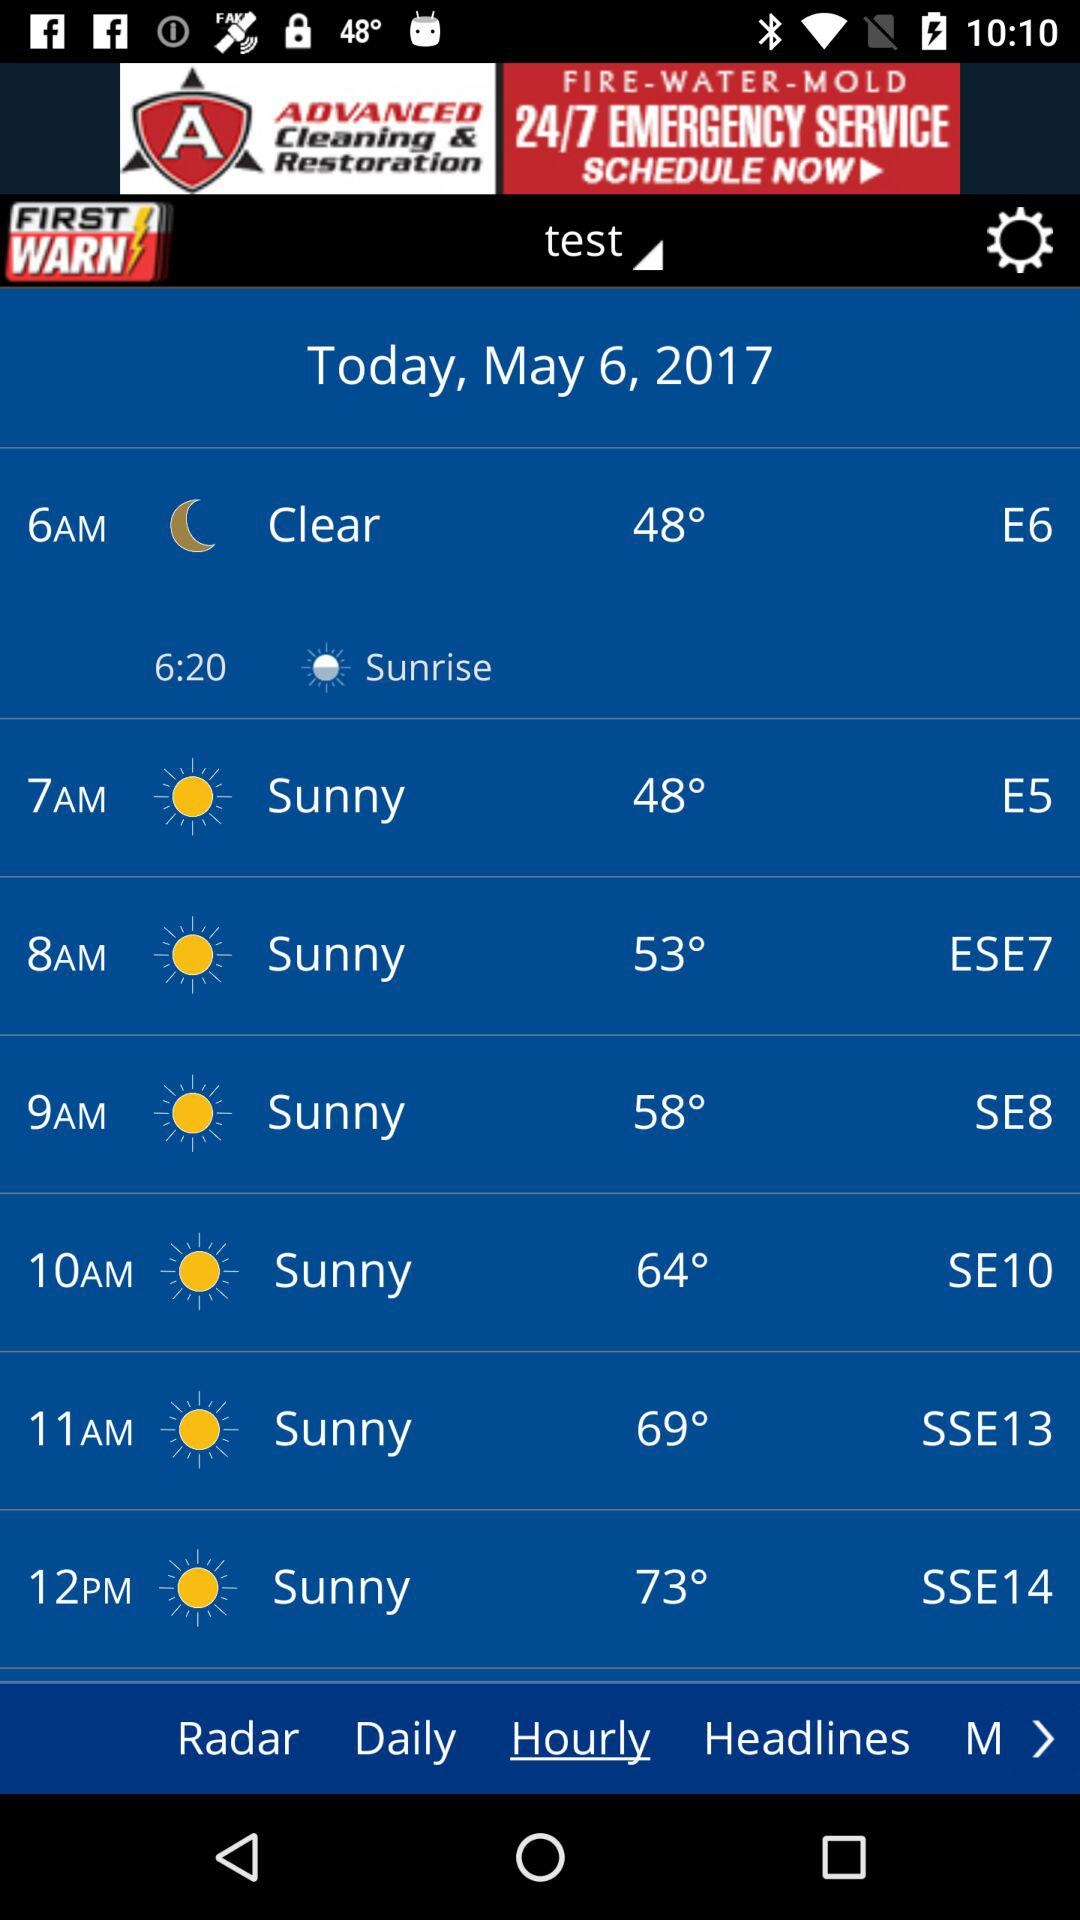 FAKE 48° 10:10
A ADVANCED Cleaning & Restoration
FIRE-WATER-MOLD
24/7 EMERGENCY SERVICE
SCHEDULE NOW
FIRST WARN
test
Today, May 6, 2017
6AM Clear 48° E6
6:20 Sunrise
7AM Sunny 48° E5
8AM Sunny 53° ESE7
9AM Sunny 58° SE8
10AM Sunny 64° SE10
11AM Sunny 69° SSE13
12PM Sunny 73° SSE14
Radar Daily Hourly Headlines M